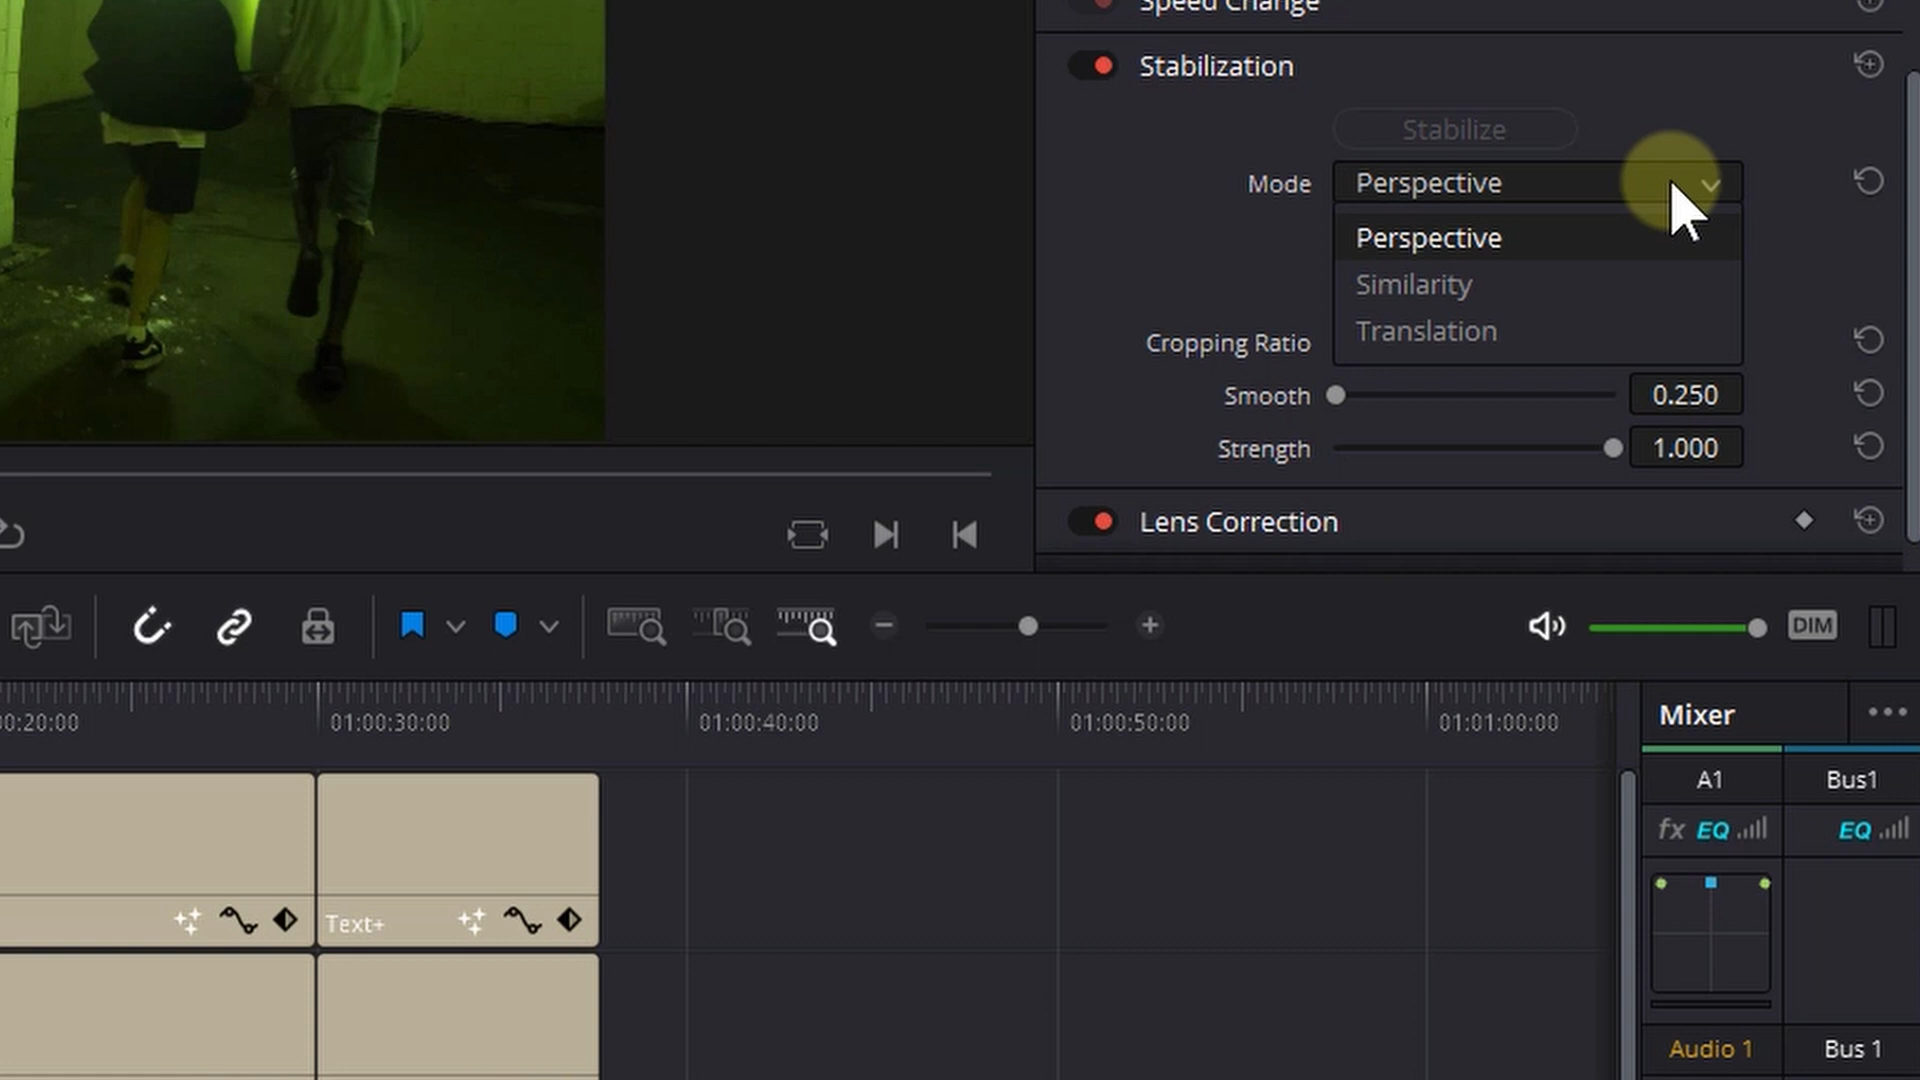 Speed Change
Stabilization
Stabilize
Mode
Perspective
Perspective
Similarity
Translation
Cropping Ratio
Smooth
0.250
Strength
1.000
Lens Correction
DIM
00:20:00
01:00:30:00
01:00:40:00
01:00:50:00
01:01:00:00
Mixer
A1
Bus1
fx EQ
EQ
Text+
Audio 1
Bus 1